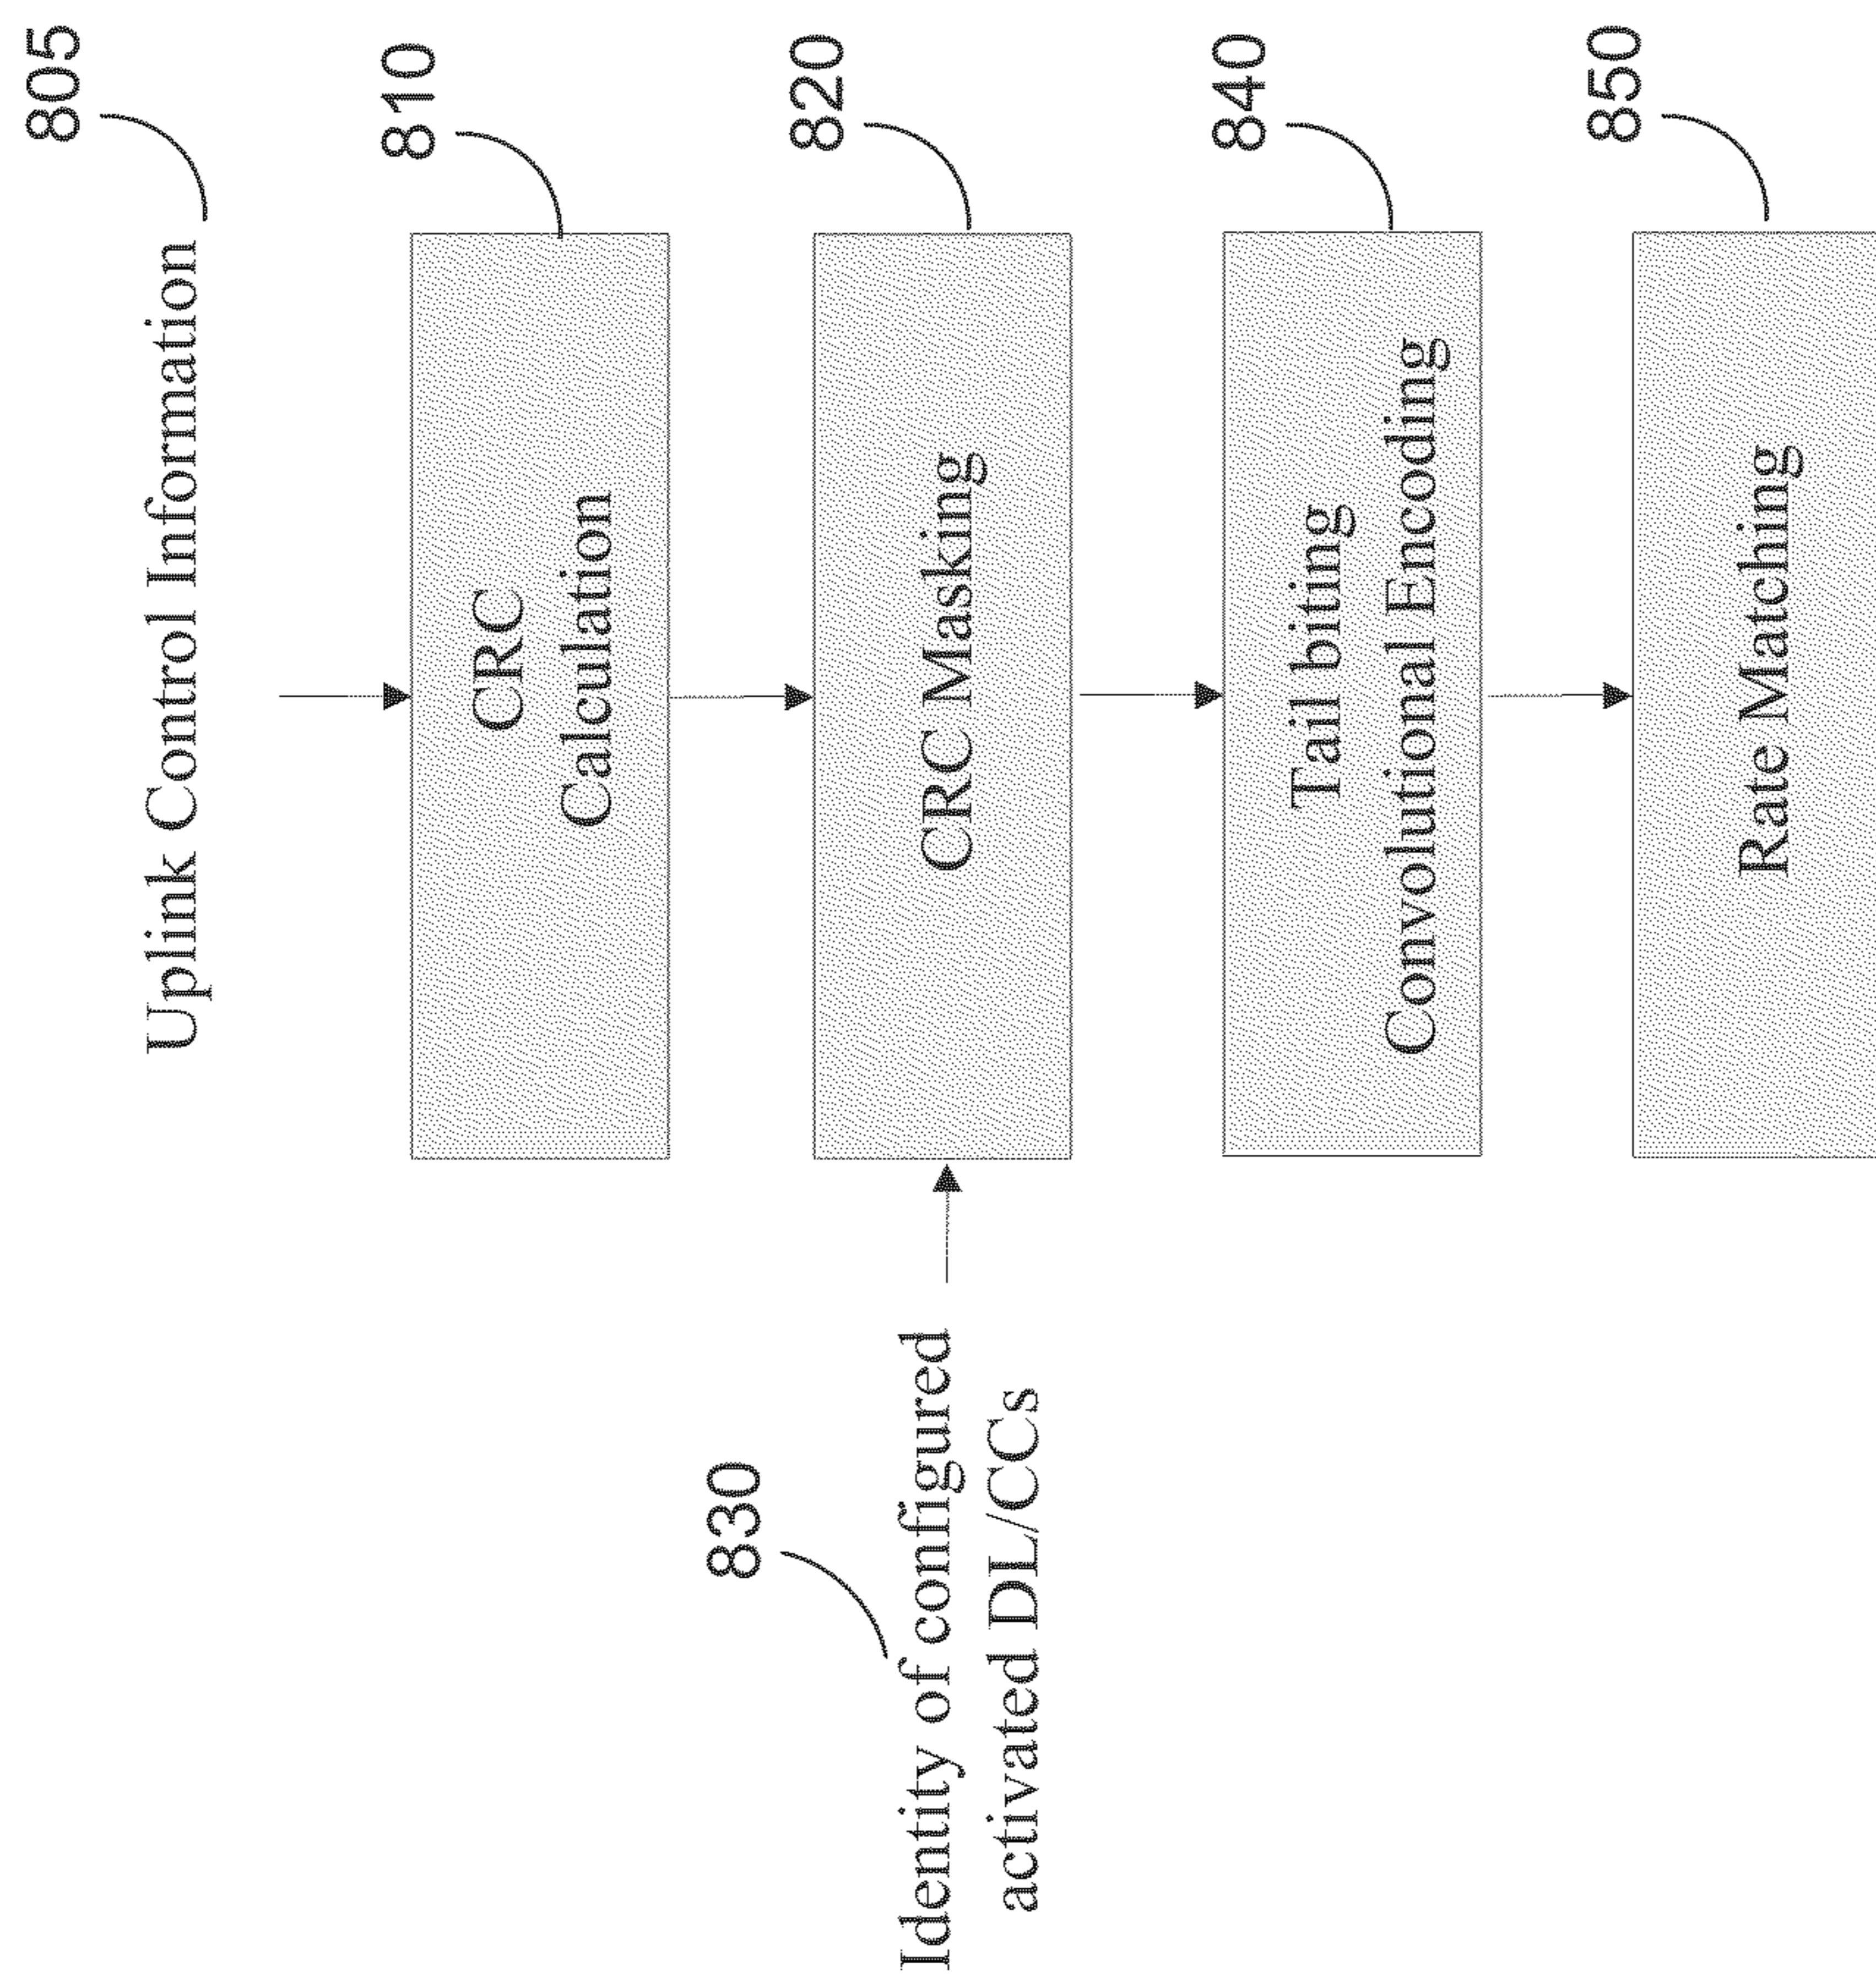 805
Uplink Control Information
810
CRC
Calculation
820
CRC Masking
830
Identity of configured
activated DL/CCs
840
Tail biting
Convolutional Encoding
850
Rate Matching